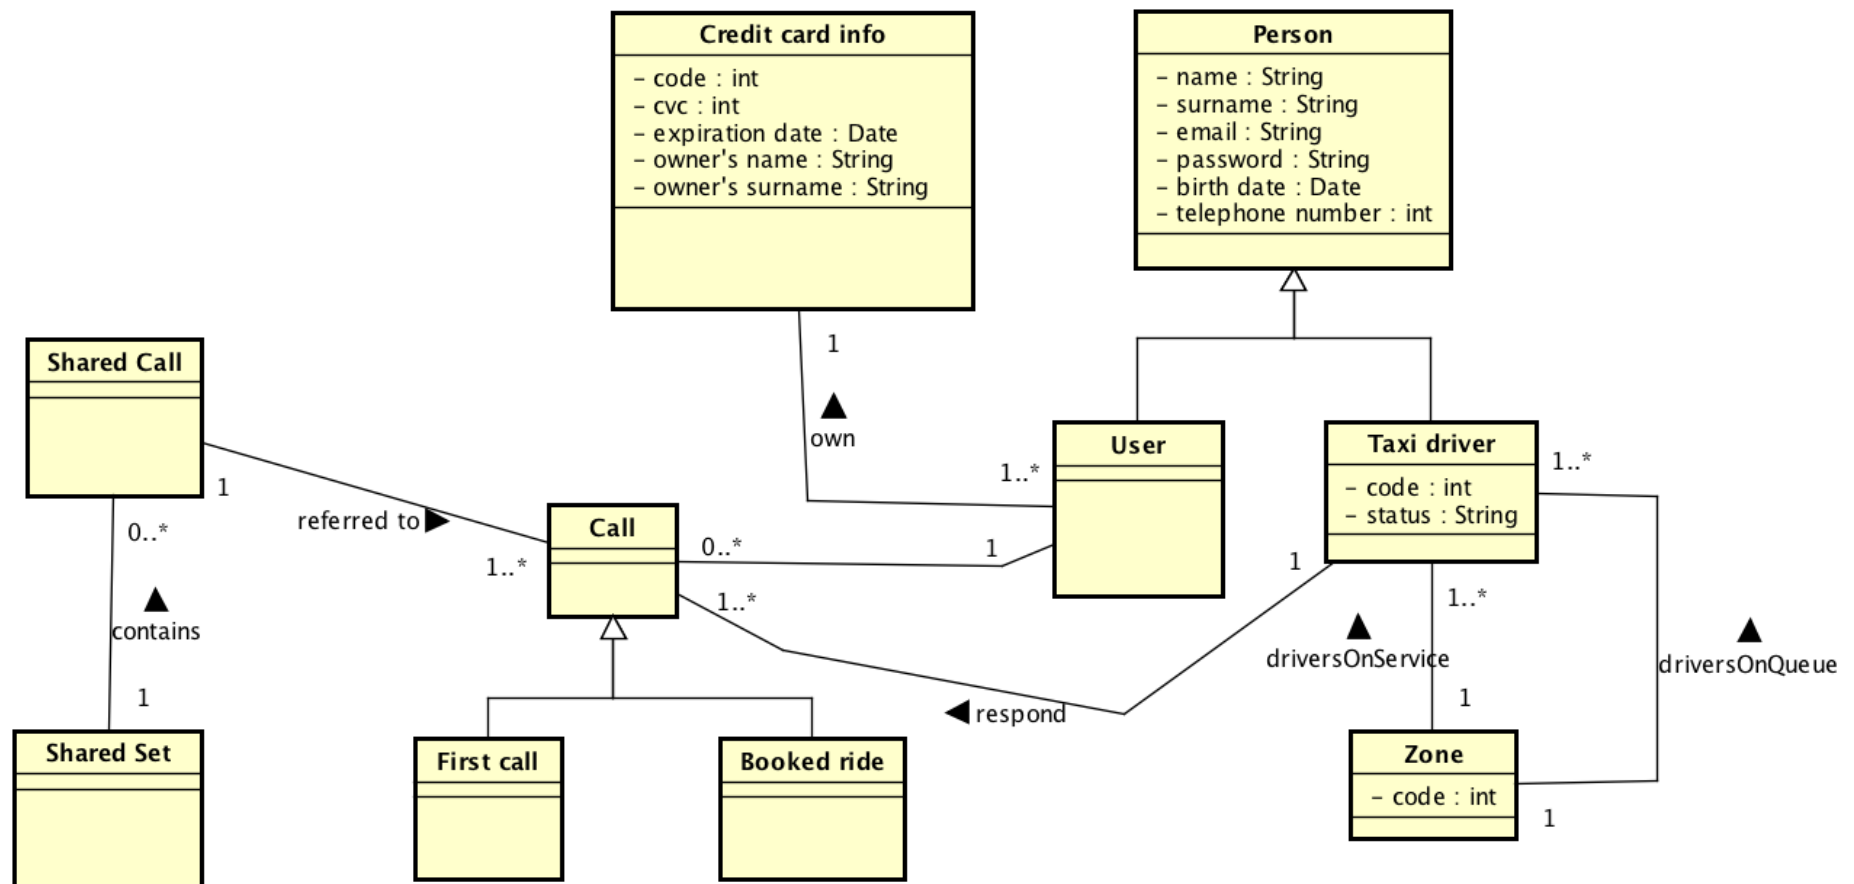 Credit card info
– code : int
– cvc : int
– expiration date : Date
– owner's name : String
– owner's surname : String
Person
– name : String
– surname : String
– email : String
– password : String
– birth date : Date
– telephone number : int
1
own
1..*
Shared Call
1
referred to
1..*
0..*
contains
1
Shared Set
Call
0..*
1
1..*
User
Taxi driver
– code : int
– status : String
1..*
1
respond
1..*
driversOnService
1
driversOnQueue
1
First call
Booked ride
Zone
– code : int